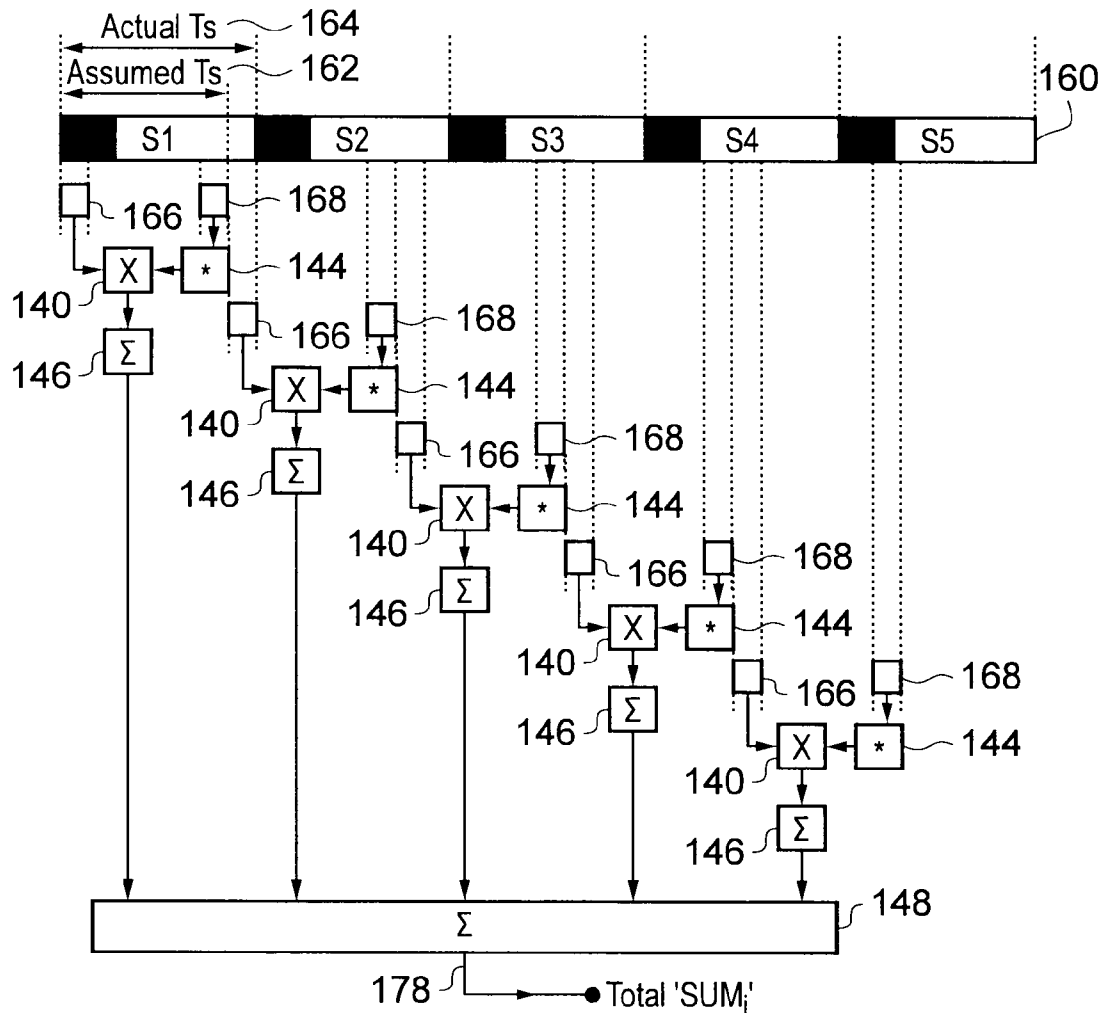 Actual Ts 164
Assumed Ts 162
160
S1 S2 S3 S4 S5
166 168
X * 144
140
166 168
Σ
146
X * 144
140
166 168
Σ
146
X * 144
140
166 168
Σ
146
X * 144
140
166 168
Σ
146
X * 144
140
Σ
146
Σ 148
178
Total 'SUMi'